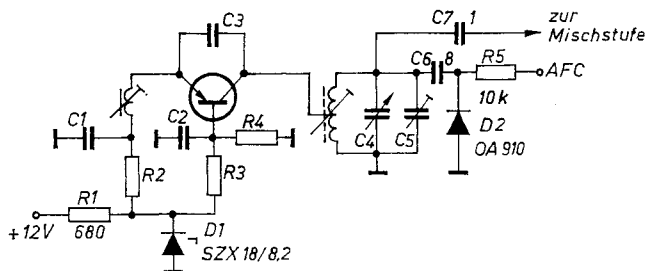 C3
C7 1
zur
Mischstufe
C6 8
R5
AFC
10k
C1
C2
R4
C4
C5
D2
OA 910
R2
R3
R1
+12V
680
D1
SZX 18/8,2